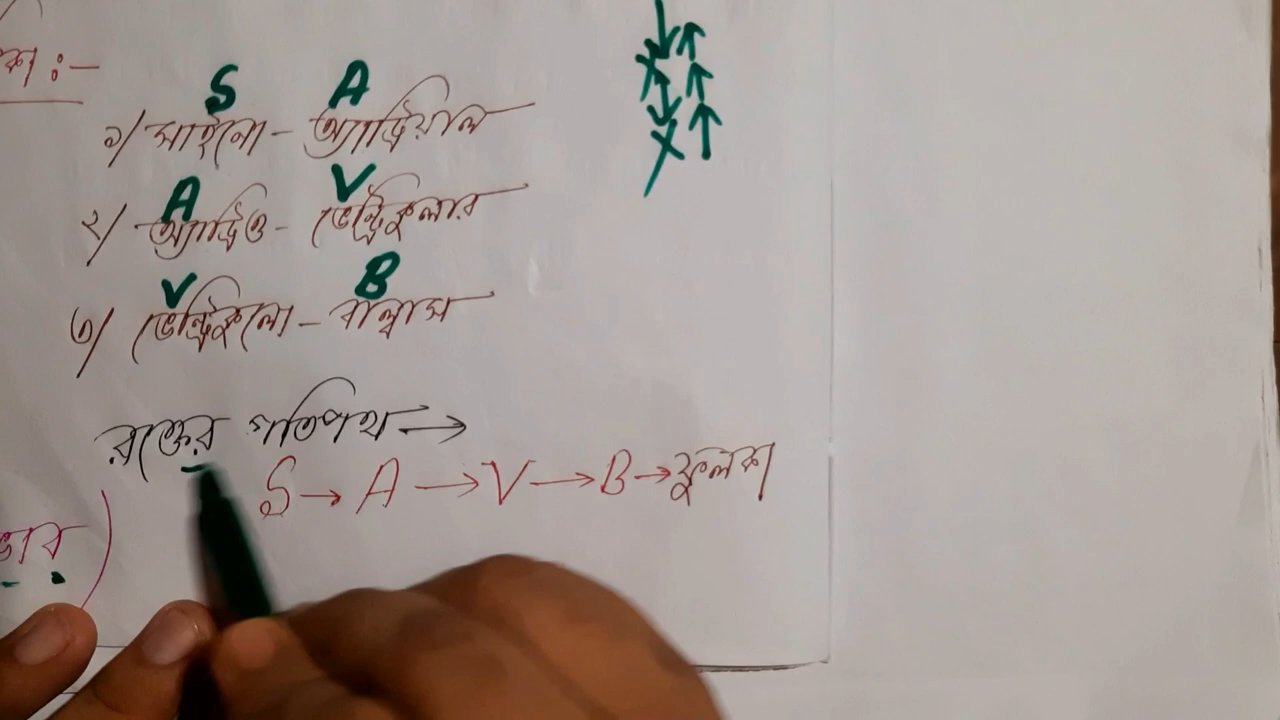 কা :-
S A
১) সাইনো - অ্যাট্রিয়াল
A V
২) অ্যাট্রিও - ভেন্ট্রিকুলার
V B
৩) ভেন্ট্রিকুলো - বাল্বাস
রক্তের গতিপথ →
S → A → V → B → ফুলকা
ভার )